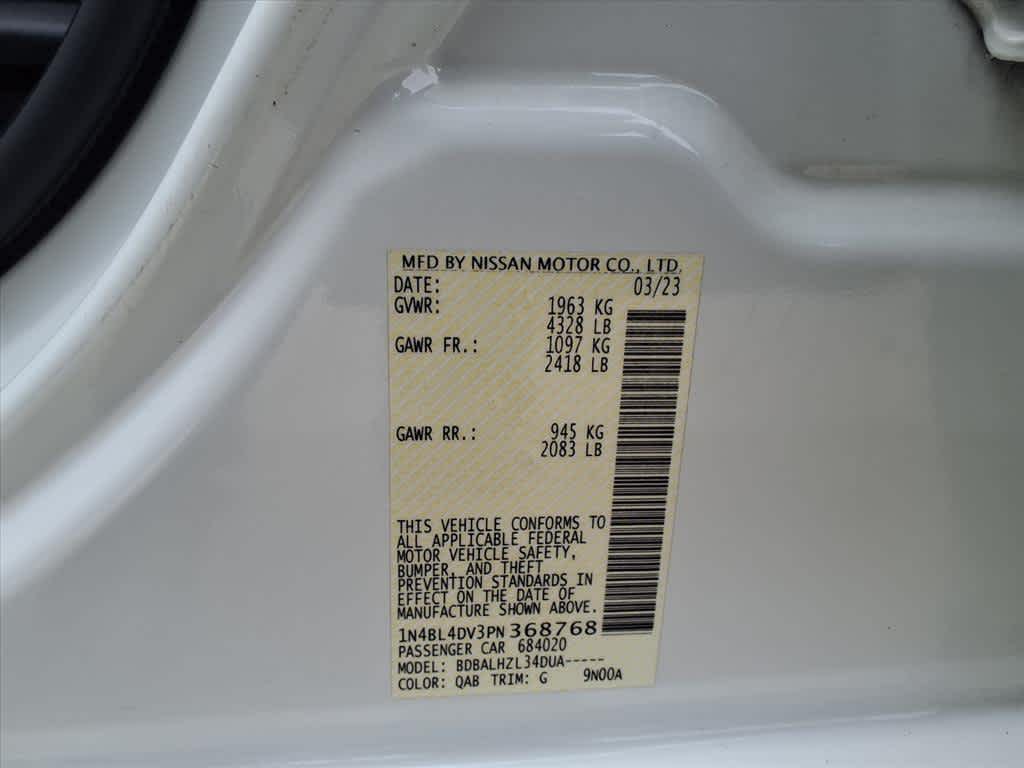 MFD BY NISSAN MOTOR CO., LTD.
DATE: 03/23
GVWR: 1963 KG
4328 LB
GAWR FR.: 1097 KG
2418 LB
GAWR RR.: 945 KG
2083 LB
THIS VEHICLE CONFORMS TO
ALL APPLICABLE FEDERAL
MOTOR VEHICLE SAFETY,
BUMPER, AND THEFT
PREVENTION STANDARDS IN
EFFECT ON THE DATE OF
MANUFACTURE SHOWN ABOVE.
1N4BL4DV3PN368768
PASSENGER CAR 684020
MODEL: BDBALHZL34DUA-----
COLOR: QAB TRIM: G 9N00A